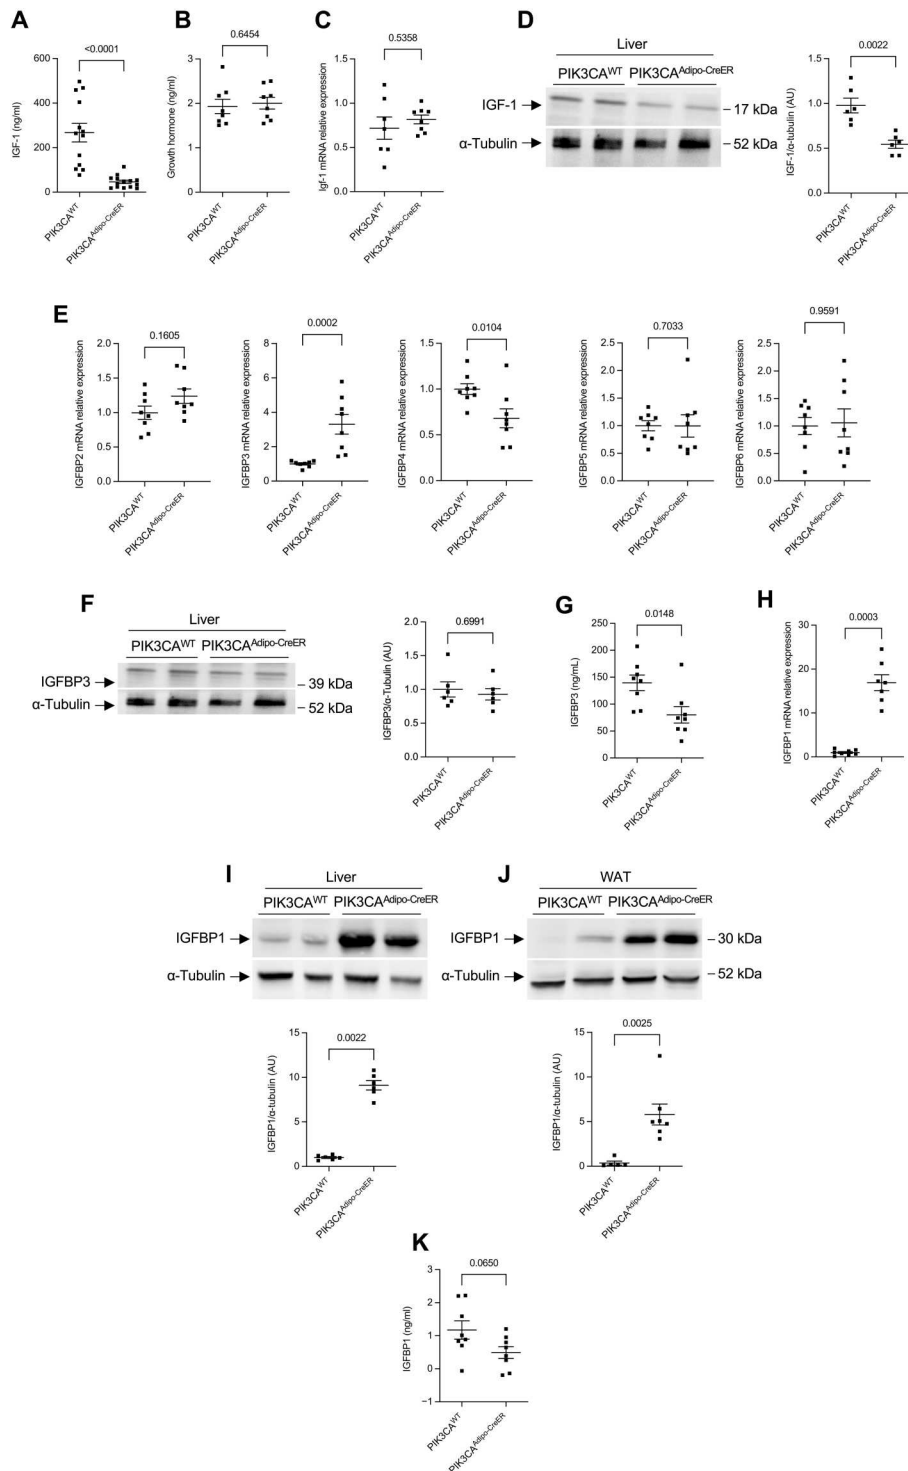 A
<0.0001
IGF-1 (ng/ml)
600
400
200
0
PIK3CAWT
PIK3CAAdipo-CreER
B
0.6454
Growth hormone (ng/ml)
4
3
2
1
0
PIK3CAWT
PIK3CAAdipo-CreER
C
0.5358
Igf-1 mRNA relative expression
1.5
1.0
0.5
0.0
PIK3CAWT
PIK3CAAdipo-CreER
D
Liver
PIK3CAWT PIK3CAAdipo-CreER
IGF-1
17 kDa
α-Tubulin
52 kDa
0.0022
IGF-1/α-tubulin (AU)
1.5
1.0
0.5
0.0
PIK3CAWT
PIK3CAAdipo-CreER
E
0.1605
IGFBP2 mRNA relative expression
2.0
1.5
1.0
0.5
0.0
PIK3CAWT
PIK3CAAdipo-CreER
0.0002
IGFBP3 mRNA relative expression
8
6
4
2
0
PIK3CAWT
PIK3CAAdipo-CreER
0.0104
IGFBP4 mRNA relative expression
1.5
1.0
0.5
0.0
PIK3CAWT
PIK3CAAdipo-CreER
0.7033
IGFBP5 mRNA relative expression
2.5
2.0
1.5
1.0
0.5
0.0
PIK3CAWT
PIK3CAAdipo-CreER
0.9591
IGFBP6 mRNA relative expression
2.5
2.0
1.5
1.0
0.5
0.0
PIK3CAWT
PIK3CAAdipo-CreER
F
Liver
PIK3CAWT PIK3CAAdipo-CreER
IGFBP3
39 kDa
α-Tubulin
52 kDa
0.6991
IGFBP3/α-Tubulin (AU)
2.0
1.5
1.0
0.5
0.0
PIK3CAWT
PIK3CAAdipo-CreER
G
0.0148
IGFBP3 (ng/mL)
250
200
150
100
50
0
PIK3CAWT
PIK3CAAdipo-CreER
H
0.0003
IGFBP1 mRNA relative expression
30
20
10
0
PIK3CAWT
PIK3CAAdipo-CreER
I
Liver
PIK3CAWT PIK3CAAdipo-CreER
IGFBP1
α-Tubulin
0.0022
IGFBP1/α-tubulin (AU)
15
10
5
0
PIK3CAWT
PIK3CAAdipo-CreER
J
WAT
PIK3CAWT PIK3CAAdipo-CreER
IGFBP1
30 kDa
α-Tubulin
52 kDa
0.0025
IGFBP1/α-tubulin (AU)
15
10
5
0
PIK3CAWT
PIK3CAAdipo-CreER
K
0.0650
IGFBP1 (ng/ml)
3
2
1
0
−1
PIK3CAWT
PIK3CAAdipo-CreER